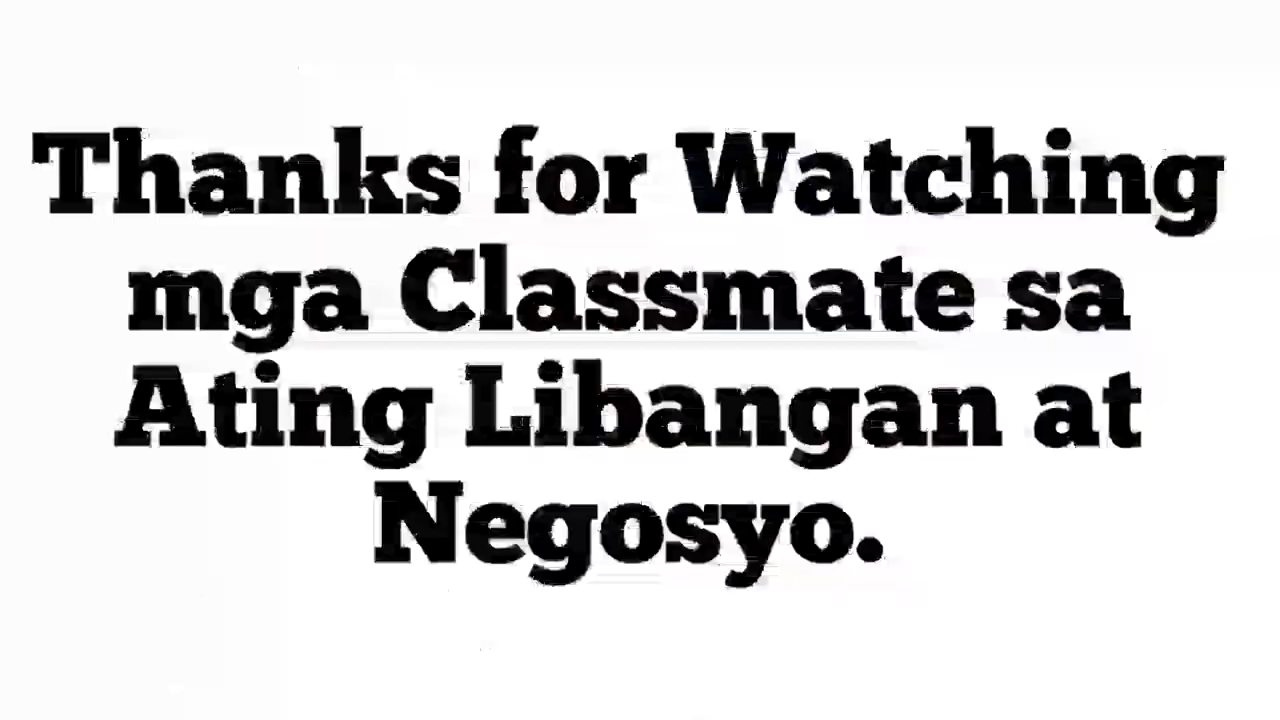 Thanks for Watching
mga Classmate sa
Ating Libangan at
Negosyo.